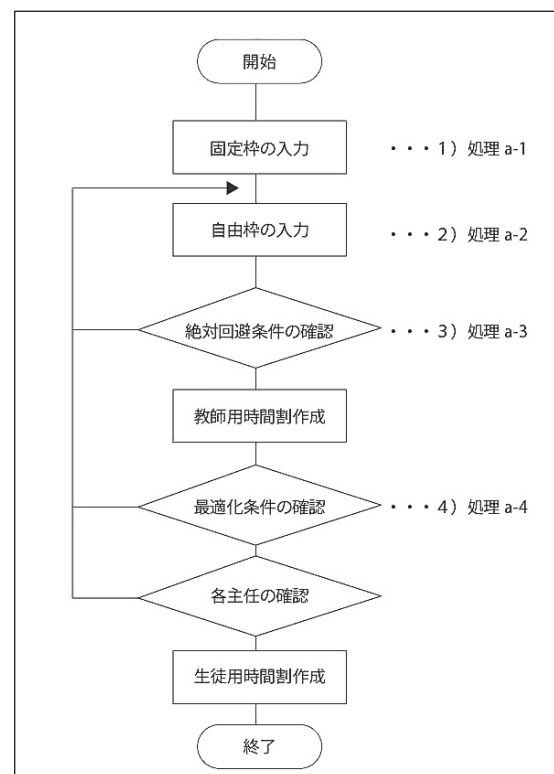 開始
固定枠の入力
・・・1）処理 a-1
自由枠の入力
・・・2）処理 a-2
絶対回避条件の確認
・・・3）処理 a-3
教師用時間割作成
最適化条件の確認
・・・4）処理 a-4
各主任の確認
生徒用時間割作成
終了